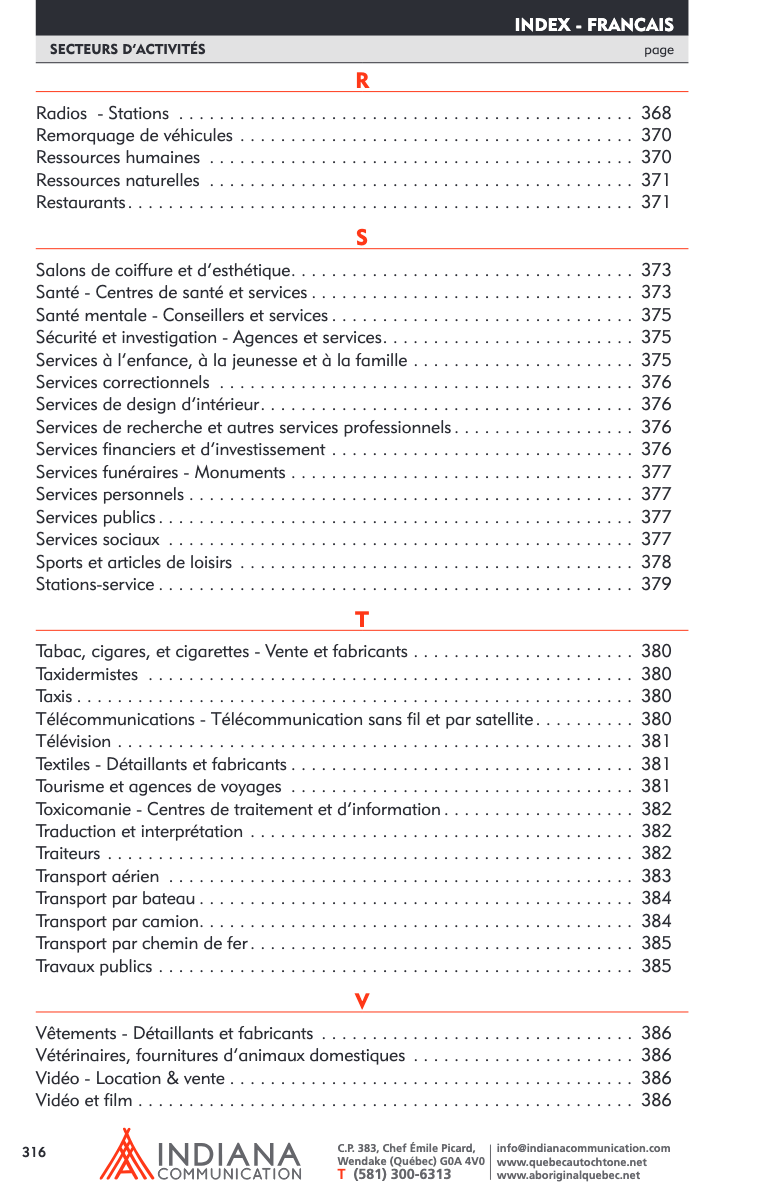 INDEX - FRANCAIS
SECTEURS D’ACTIVITÉS page
R
Radios - Stations . . . . . . . . . . . . . . . . . . . . . . . . . . . . . . . . . . . . . . . . . . . . . 368
Remorquage de véhicules . . . . . . . . . . . . . . . . . . . . . . . . . . . . . . . . . . . . . . . 370
Ressources humaines . . . . . . . . . . . . . . . . . . . . . . . . . . . . . . . . . . . . . . . . . . 370
Ressources naturelles . . . . . . . . . . . . . . . . . . . . . . . . . . . . . . . . . . . . . . . . . . 371
Restaurants . . . . . . . . . . . . . . . . . . . . . . . . . . . . . . . . . . . . . . . . . . . . . . . . . . 371
S
Salons de coiffure et d’esthétique . . . . . . . . . . . . . . . . . . . . . . . . . . . . . . . . . . 373
Santé - Centres de santé et services . . . . . . . . . . . . . . . . . . . . . . . . . . . . . . . . 373
Santé mentale - Conseillers et services . . . . . . . . . . . . . . . . . . . . . . . . . . . . . . 375
Sécurité et investigation - Agences et services . . . . . . . . . . . . . . . . . . . . . . . . . 375
Services à l’enfance, à la jeunesse et à la famille . . . . . . . . . . . . . . . . . . . . . . 375
Services correctionnels . . . . . . . . . . . . . . . . . . . . . . . . . . . . . . . . . . . . . . . . . 376
Services de design d’intérieur . . . . . . . . . . . . . . . . . . . . . . . . . . . . . . . . . . . . . 376
Services de recherche et autres services professionnels . . . . . . . . . . . . . . . . . . 376
Services financiers et d’investissement . . . . . . . . . . . . . . . . . . . . . . . . . . . . . . 376
Services funéraires - Monuments . . . . . . . . . . . . . . . . . . . . . . . . . . . . . . . . . . 377
Services personnels . . . . . . . . . . . . . . . . . . . . . . . . . . . . . . . . . . . . . . . . . . . . 377
Services publics . . . . . . . . . . . . . . . . . . . . . . . . . . . . . . . . . . . . . . . . . . . . . . . 377
Services sociaux . . . . . . . . . . . . . . . . . . . . . . . . . . . . . . . . . . . . . . . . . . . . . . 377
Sports et articles de loisirs . . . . . . . . . . . . . . . . . . . . . . . . . . . . . . . . . . . . . . . 378
Stations-service . . . . . . . . . . . . . . . . . . . . . . . . . . . . . . . . . . . . . . . . . . . . . . . 379
T
Tabac, cigares, et cigarettes - Vente et fabricants . . . . . . . . . . . . . . . . . . . . . . 380
Taxidermistes . . . . . . . . . . . . . . . . . . . . . . . . . . . . . . . . . . . . . . . . . . . . . . . . 380
Taxis . . . . . . . . . . . . . . . . . . . . . . . . . . . . . . . . . . . . . . . . . . . . . . . . . . . . . . . 380
Télécommunications - Télécommunication sans fil et par satellite . . . . . . . . . . 380
Télévision . . . . . . . . . . . . . . . . . . . . . . . . . . . . . . . . . . . . . . . . . . . . . . . . . . . 381
Textiles - Détaillants et fabricants . . . . . . . . . . . . . . . . . . . . . . . . . . . . . . . . . . 381
Tourisme et agences de voyages . . . . . . . . . . . . . . . . . . . . . . . . . . . . . . . . . . 381
Toxicomanie - Centres de traitement et d’information . . . . . . . . . . . . . . . . . . . 382
Traduction et interprétation . . . . . . . . . . . . . . . . . . . . . . . . . . . . . . . . . . . . . . 382
Traiteurs . . . . . . . . . . . . . . . . . . . . . . . . . . . . . . . . . . . . . . . . . . . . . . . . . . . . 382
Transport aérien . . . . . . . . . . . . . . . . . . . . . . . . . . . . . . . . . . . . . . . . . . . . . . 383
Transport par bateau . . . . . . . . . . . . . . . . . . . . . . . . . . . . . . . . . . . . . . . . . . . 384
Transport par camion . . . . . . . . . . . . . . . . . . . . . . . . . . . . . . . . . . . . . . . . . . . 384
Transport par chemin de fer . . . . . . . . . . . . . . . . . . . . . . . . . . . . . . . . . . . . . . 385
Travaux publics . . . . . . . . . . . . . . . . . . . . . . . . . . . . . . . . . . . . . . . . . . . . . . . 385
V
Vêtements - Détaillants et fabricants . . . . . . . . . . . . . . . . . . . . . . . . . . . . . . . 386
Vétérinaires, fournitures d’animaux domestiques . . . . . . . . . . . . . . . . . . . . . . 386
Vidéo - Location & vente . . . . . . . . . . . . . . . . . . . . . . . . . . . . . . . . . . . . . . . . 386
Vidéo et film . . . . . . . . . . . . . . . . . . . . . . . . . . . . . . . . . . . . . . . . . . . . . . . . . 386
316
INDIANA
COMMUNICATION
C.P. 383, Chef Émile Picard,
Wendake (Québec) G0A 4V0
T (581) 300-6313
info@indianacommunication.com
www.quebecautochtone.net
www.aboriginalquebec.net